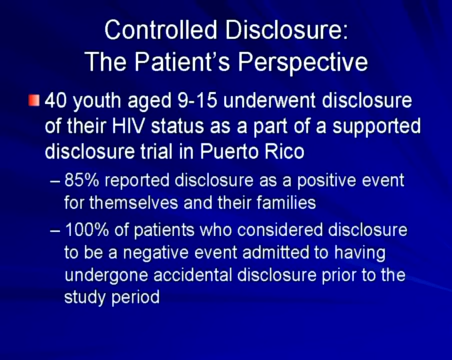 Controlled Disclosure:
The Patient's Perspective
40 youth aged 9-15 underwent disclosure
of their HIV status as a part of a supported
disclosure trial in Puerto Rico
– 85% reported disclosure as a positive event
for themselves and their families
– 100% of patients who considered disclosure
to be a negative event admitted to having
undergone accidental disclosure prior to the
study period